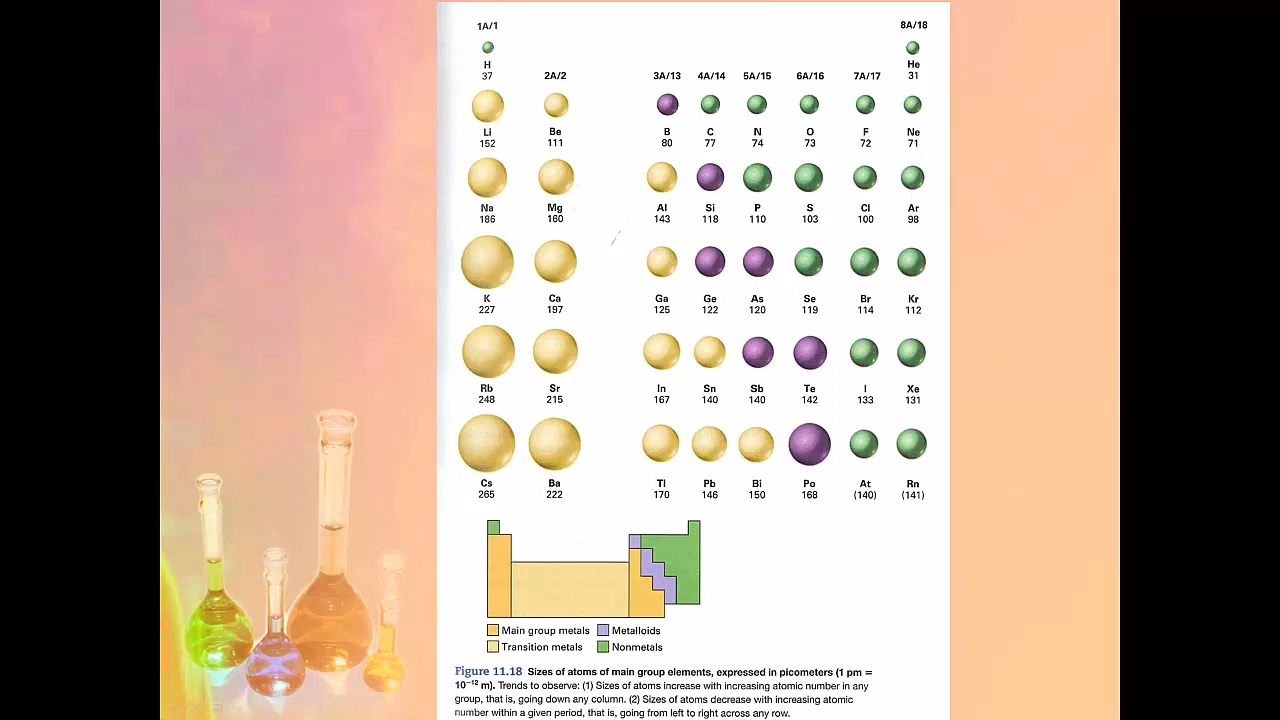 1A/1 8A/18
H He
37 2A/2 3A/13 4A/14 5A/15 6A/16 7A/17 31
Li Be B C N O F Ne
152 111 80 77 74 73 72 71
Na Mg Al Si P S Cl Ar
186 160 143 118 110 103 100 98
K Ca Ga Ge As Se Br Kr
227 197 125 122 120 119 114 112
Rb Sr In Sn Sb Te I Xe
248 215 167 140 140 142 133 131
Cs Ba Tl Pb Bi Po At Rn
265 222 170 146 150 168 (140) (141)
Main group metals Metalloids
Transition metals Nonmetals
Figure 11.18 Sizes of atoms of main group elements, expressed in picometers (1 pm =
10⁻¹² m). Trends to observe: (1) Sizes of atoms increase with increasing atomic number in any
group, that is, going down any column. (2) Sizes of atoms decrease with increasing atomic
number within a given period, that is, going from left to right across any row.